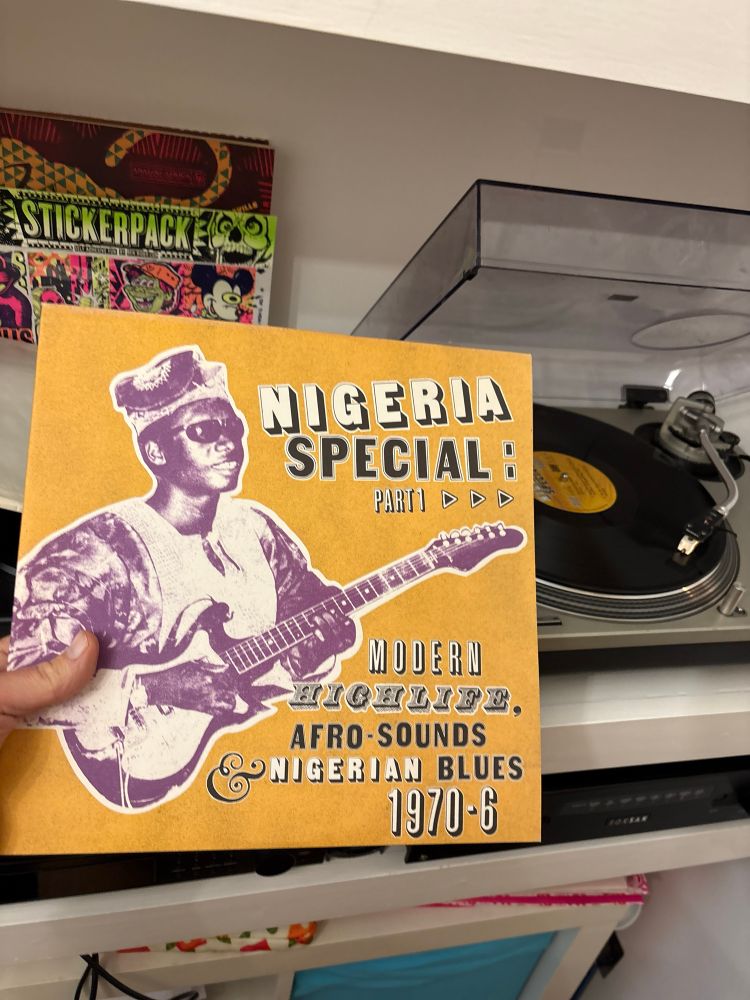 STICKERPACK
NIGERIA
SPECIAL:
PART 1
MODERN
HIGHLIFE,
AFRO-SOUNDS
& NIGERIAN BLUES
1970-6